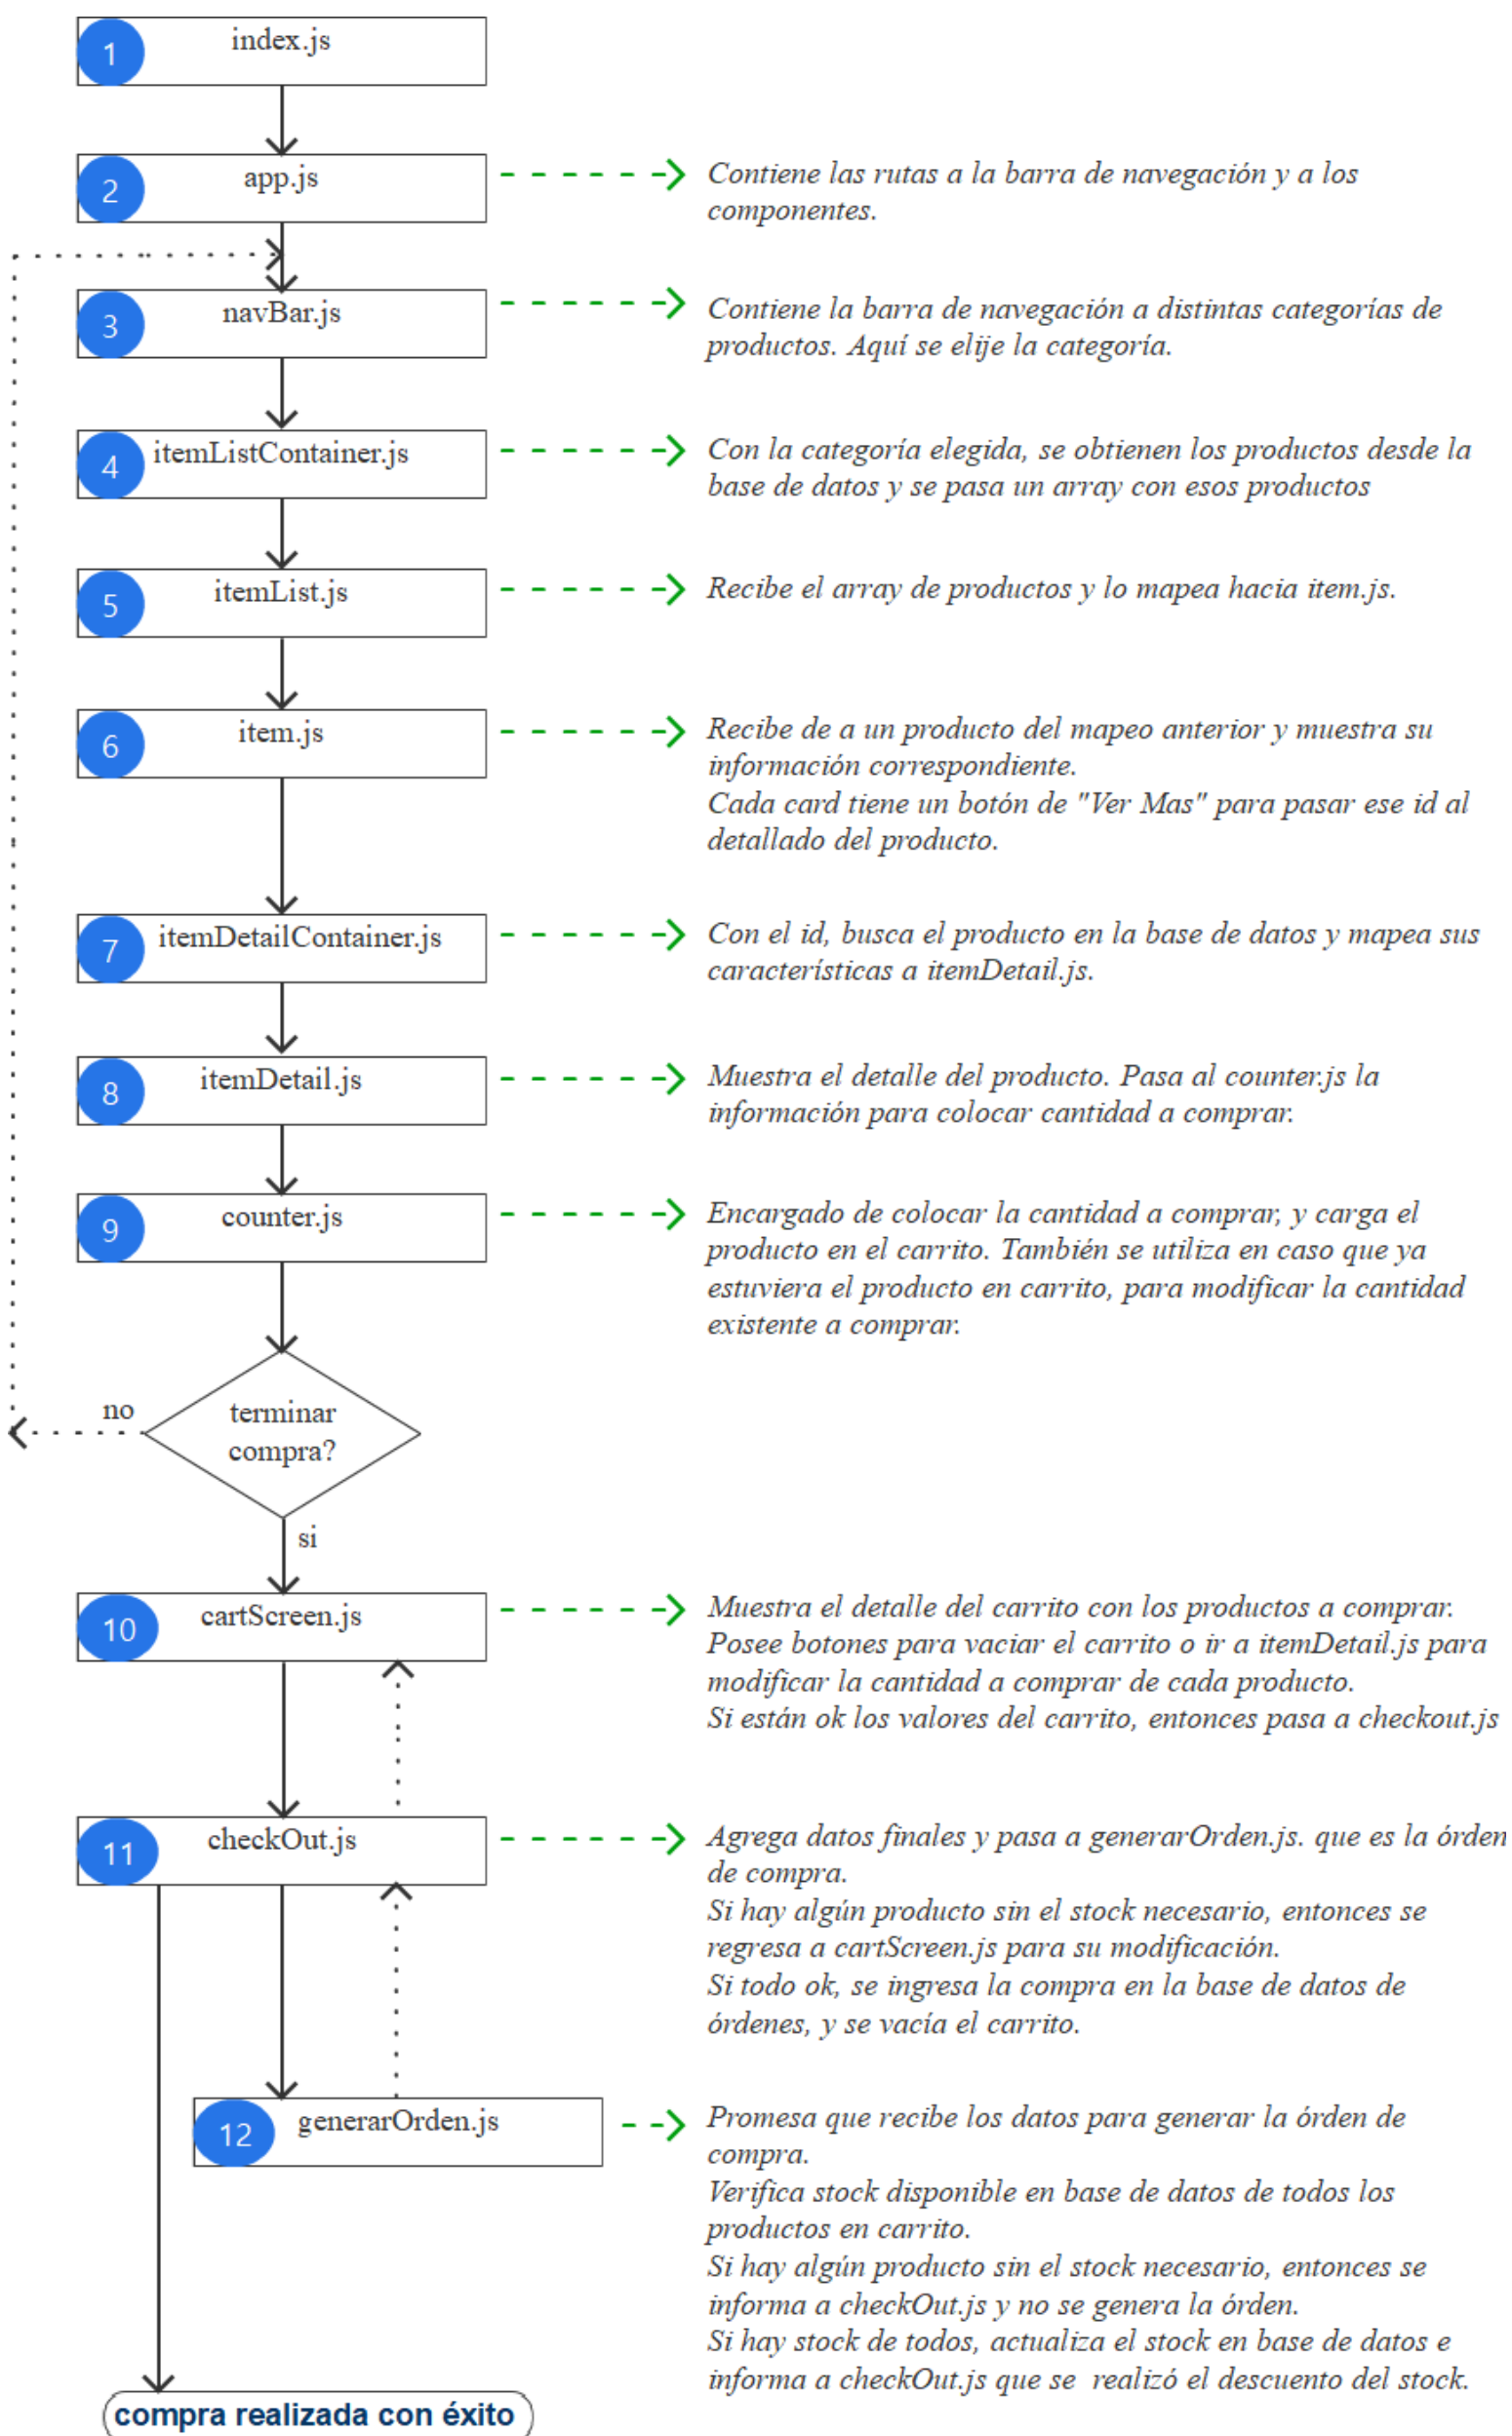 1
index.js
2
app.js
Contiene las rutas a la barra de navegación y a los
componentes.
3
navBar.js
Contiene la barra de navegación a distintas categorías de
productos. Aquí se elije la categoría.
4
itemListContainer.js
Con la categoría elegida, se obtienen los productos desde la
base de datos y se pasa un array con esos productos
5
itemList.js
Recibe el array de productos y lo mapea hacia item.js.
6
item.js
Recibe de a un producto del mapeo anterior y muestra su
información correspondiente.
Cada card tiene un botón de "Ver Mas" para pasar ese id al
detallado del producto.
7
itemDetailContainer.js
Con el id, busca el producto en la base de datos y mapea sus
características a itemDetail.js.
8
itemDetail.js
Muestra el detalle del producto. Pasa al counter.js la
información para colocar cantidad a comprar.
9
counter.js
Encargado de colocar la cantidad a comprar, y carga el
producto en el carrito. También se utiliza en caso que ya
estuviera el producto en carrito, para modificar la cantidad
existente a comprar.
no
terminar
compra?
si
10
cartScreen.js
Muestra el detalle del carrito con los productos a comprar.
Posee botones para vaciar el carrito o ir a itemDetail.js para
modificar la cantidad a comprar de cada producto.
Si están ok los valores del carrito, entonces pasa a checkout.js
11
checkOut.js
Agrega datos finales y pasa a generarOrden.js. que es la órden
de compra.
Si hay algún producto sin el stock necesario, entonces se
regresa a cartScreen.js para su modificación.
Si todo ok, se ingresa la compra en la base de datos de
órdenes, y se vacía el carrito.
12
generarOrden.js
Promesa que recibe los datos para generar la órden de
compra.
Verifica stock disponible en base de datos de todos los
productos en carrito.
Si hay algún producto sin el stock necesario, entonces se
informa a checkOut.js y no se genera la órden.
Si hay stock de todos, actualiza el stock en base de datos e
informa a checkOut.js que se realizó el descuento del stock.
compra realizada con éxito